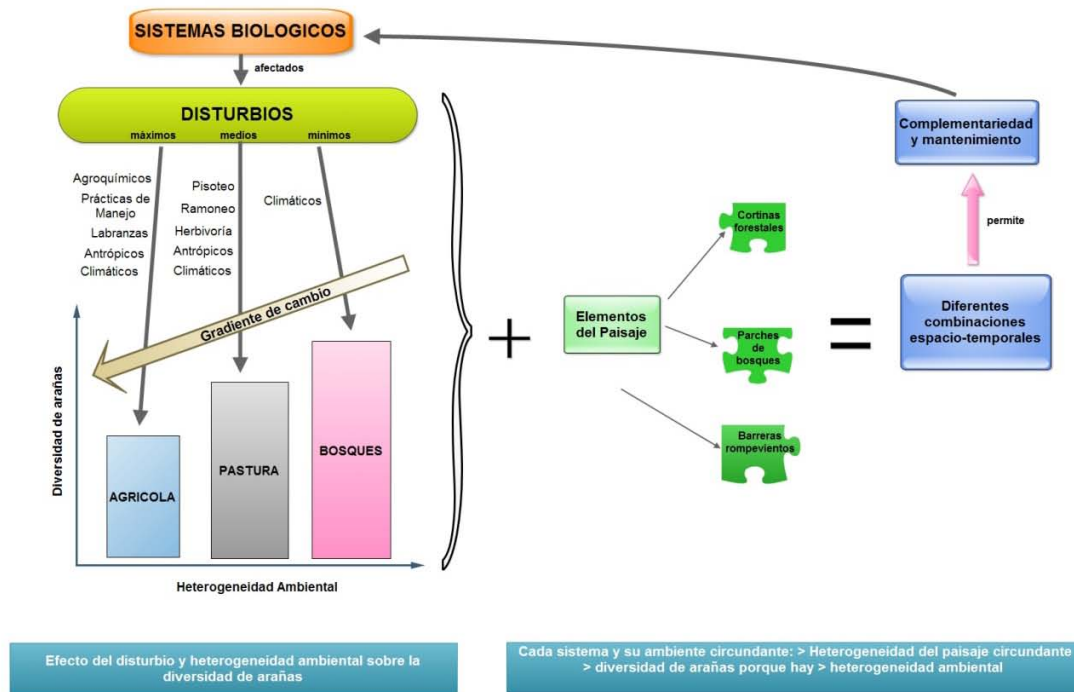 SISTEMAS BIOLOGICOS
afectados
DISTURBIOS
máximos medios mínimos
Agroquímicos
Prácticas de
Manejo
Labranzas
Antrópicos
Climáticos
Pisoteo
Ramoneo
Herbivoría
Antrópicos
Climáticos
Climáticos
Gradiente de cambio
Diversidad de arañas
AGRICOLA
PASTURA
BOSQUES
Heterogeneidad Ambiental
+
Elementos
del Paisaje
Cortinas
forestales
Parches
de
bosques
Barreras
rompevientos
=
Diferentes
combinaciones
espacio-temporales
permite
Complementariedad
y mantenimiento
Efecto del disturbio y heterogeneidad ambiental sobre la
diversidad de arañas
Cada sistema y su ambiente circundante: > Heterogeneidad del paisaje circundante
> diversidad de arañas porque hay > heterogeneidad ambiental